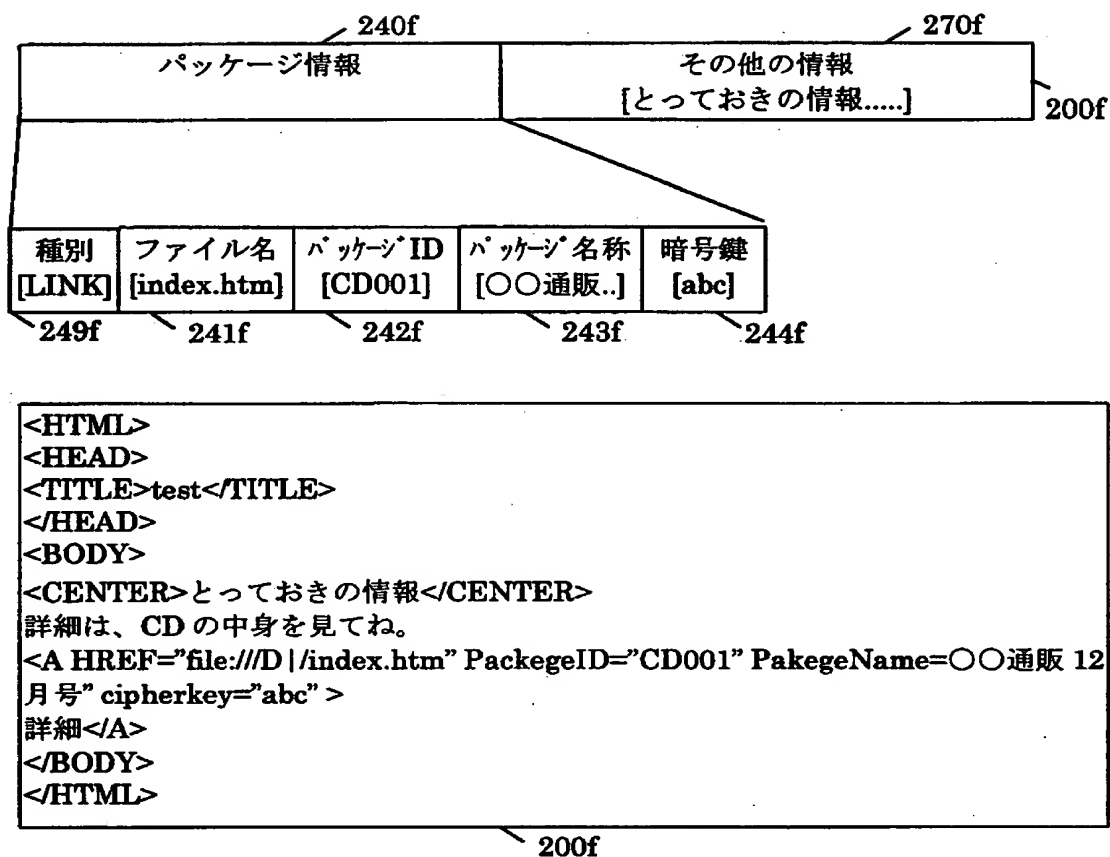 240f 270f
パッケージ情報 その他の情報
[とっておきの情報.....]
200f
種別 ファイル名 パッケージID パッケージ名称 暗号鍵
[LINK] [index.htm] [CD001] [〇〇通販..] [abc]
249f 241f 242f 243f 244f
<HTML>
<HEAD>
<TITLE>test</TITLE>
</HEAD>
<BODY>
<CENTER>とっておきの情報</CENTER>
詳細は、CDの中身を見てね。
<A HREF="file:///D|/index.htm" PackegeID="CD001" PakegeName=〇〇通販 12
月号" cipherkey="abc" >
詳細</A>
</BODY>
</HTML>
200f